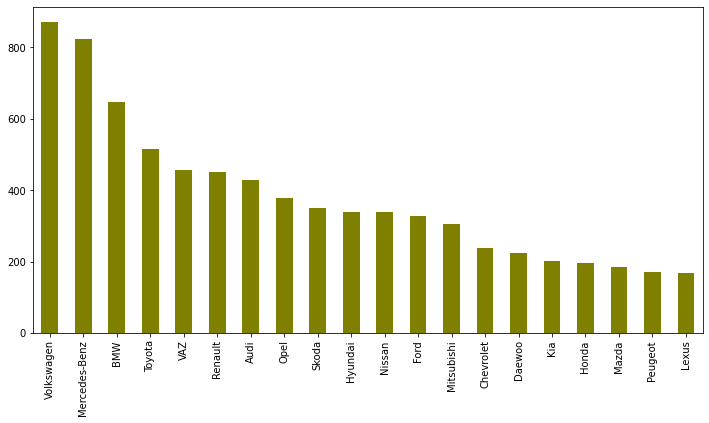 800
600
400
200
0
Volkswagen
Mercedes-Benz
BMW
Toyota
VAZ
Renault
Audi
Opel
Skoda
Hyundai
Nissan
Ford
Mitsubishi
Chevrolet
Daewoo
Kia
Honda
Mazda
Peugeot
Lexus